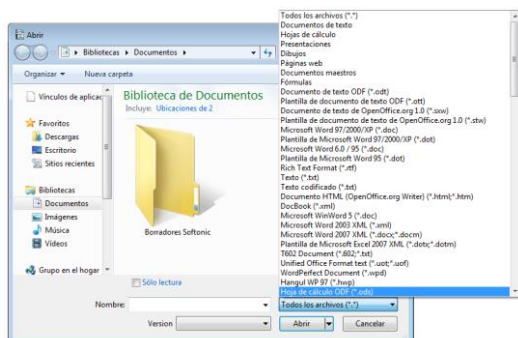 Abrir
Bibliotecas ▸ Documentos ▸
Organizar Nueva carpeta
Vínculos de aplicac
Favoritos
Descargas
Escritorio
Sitios recientes
Bibliotecas
Documentos
Imágenes
Música
Vídeos
Grupo en el hogar
Biblioteca de Documentos
Incluye: Ubicaciones de 2
Borradores Softonic
Sólo lectura
Nombre
Todos los archivos (*.*)
Version
Abrir
Cancelar
Todos los archivos (*.*)
Documentos de texto
Hojas de cálculo
Presentaciones
Dibujos
Páginas web
Documentos maestros
Fórmulas
Documento de texto ODF (*.odt)
Plantilla de documento de texto ODF (*.ott)
Documento de texto de OpenOffice.org 1.0 (*.sxw)
Plantilla de documento de texto de OpenOffice.org 1.0 (*.stw)
Microsoft Word 97/2000/XP (*.doc)
Plantilla de Microsoft Word 97/2000/XP (*.dot)
Microsoft Word 6.0 / 95 (*.doc)
Plantilla de Microsoft Word 95 (*.dot)
Rich Text Format (*.rtf)
Texto (*.txt)
Texto codificado (*.txt)
Documento HTML (OpenOffice.org Writer) (*.html;*.htm)
DocBook (*.xml)
Microsoft WinWord 5 (*.doc)
Microsoft Word 2003 XML (*.xml)
Microsoft Word 2007 XML (*.docx;*.docm)
Plantilla de Microsoft Excel 2007 XML (*.dotx;*.dotm)
T602 Document (*.602;*.txt)
Unified Office Format text (*.uot;*.uof)
WordPerfect Document (*.wpd)
Hangul WP 97 (*.hwp)
Hoja de cálculo ODF (*.ods)